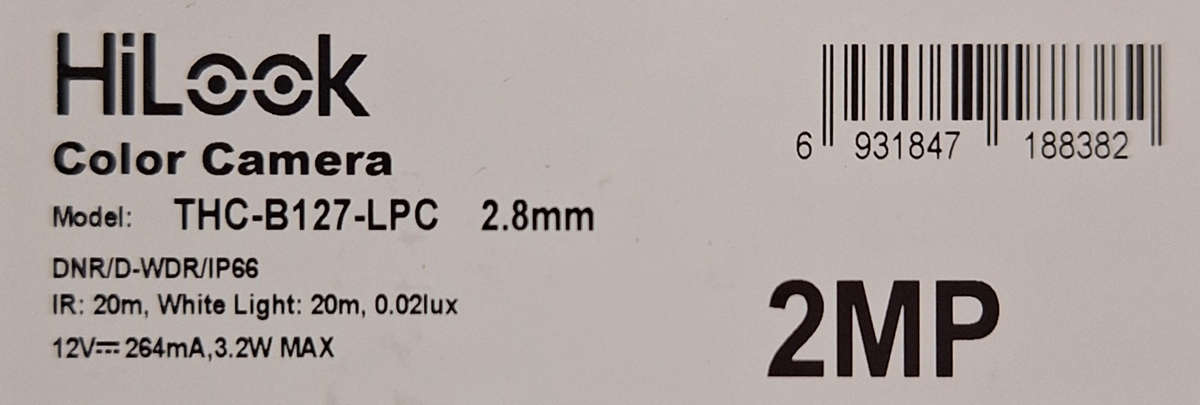 HiLook
Color Camera
Model: THC-B127-LPC 2.8mm
DNR/D-WDR/IP66
IR: 20m, White Light: 20m, 0.02lux
12V⎓264mA,3.2W MAX
6 931847 188382
2MP